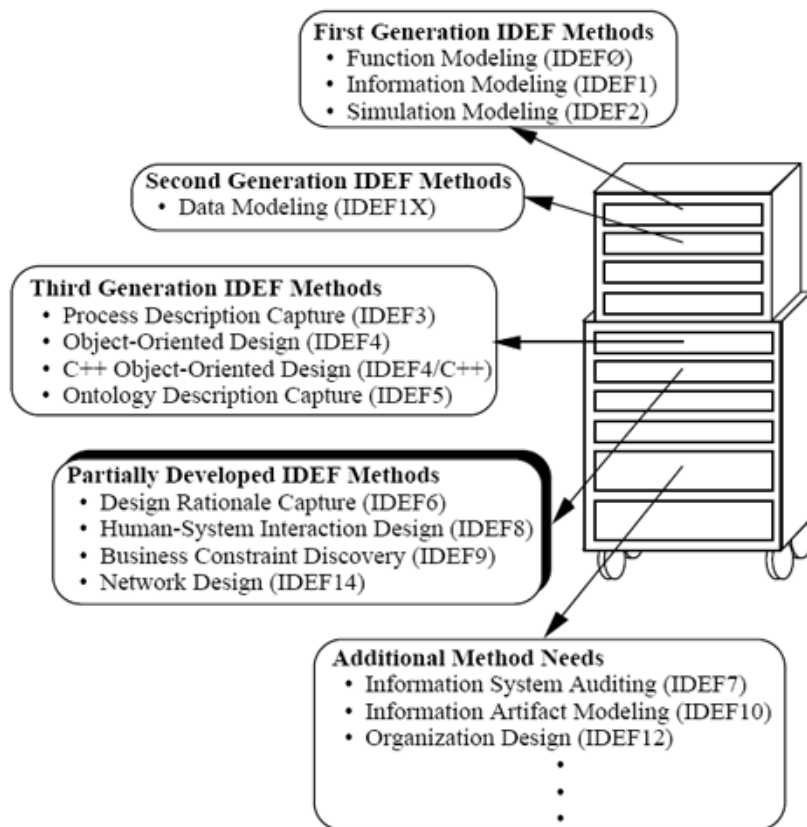 First Generation IDEF Methods
• Function Modeling (IDEFØ)
• Information Modeling (IDEF1)
• Simulation Modeling (IDEF2)
Second Generation IDEF Methods
• Data Modeling (IDEF1X)
Third Generation IDEF Methods
• Process Description Capture (IDEF3)
• Object-Oriented Design (IDEF4)
• C++ Object-Oriented Design (IDEF4/C++)
• Ontology Description Capture (IDEF5)
Partially Developed IDEF Methods
• Design Rationale Capture (IDEF6)
• Human-System Interaction Design (IDEF8)
• Business Constraint Discovery (IDEF9)
• Network Design (IDEF14)
Additional Method Needs
• Information System Auditing (IDEF7)
• Information Artifact Modeling (IDEF10)
• Organization Design (IDEF12)
•
•
•